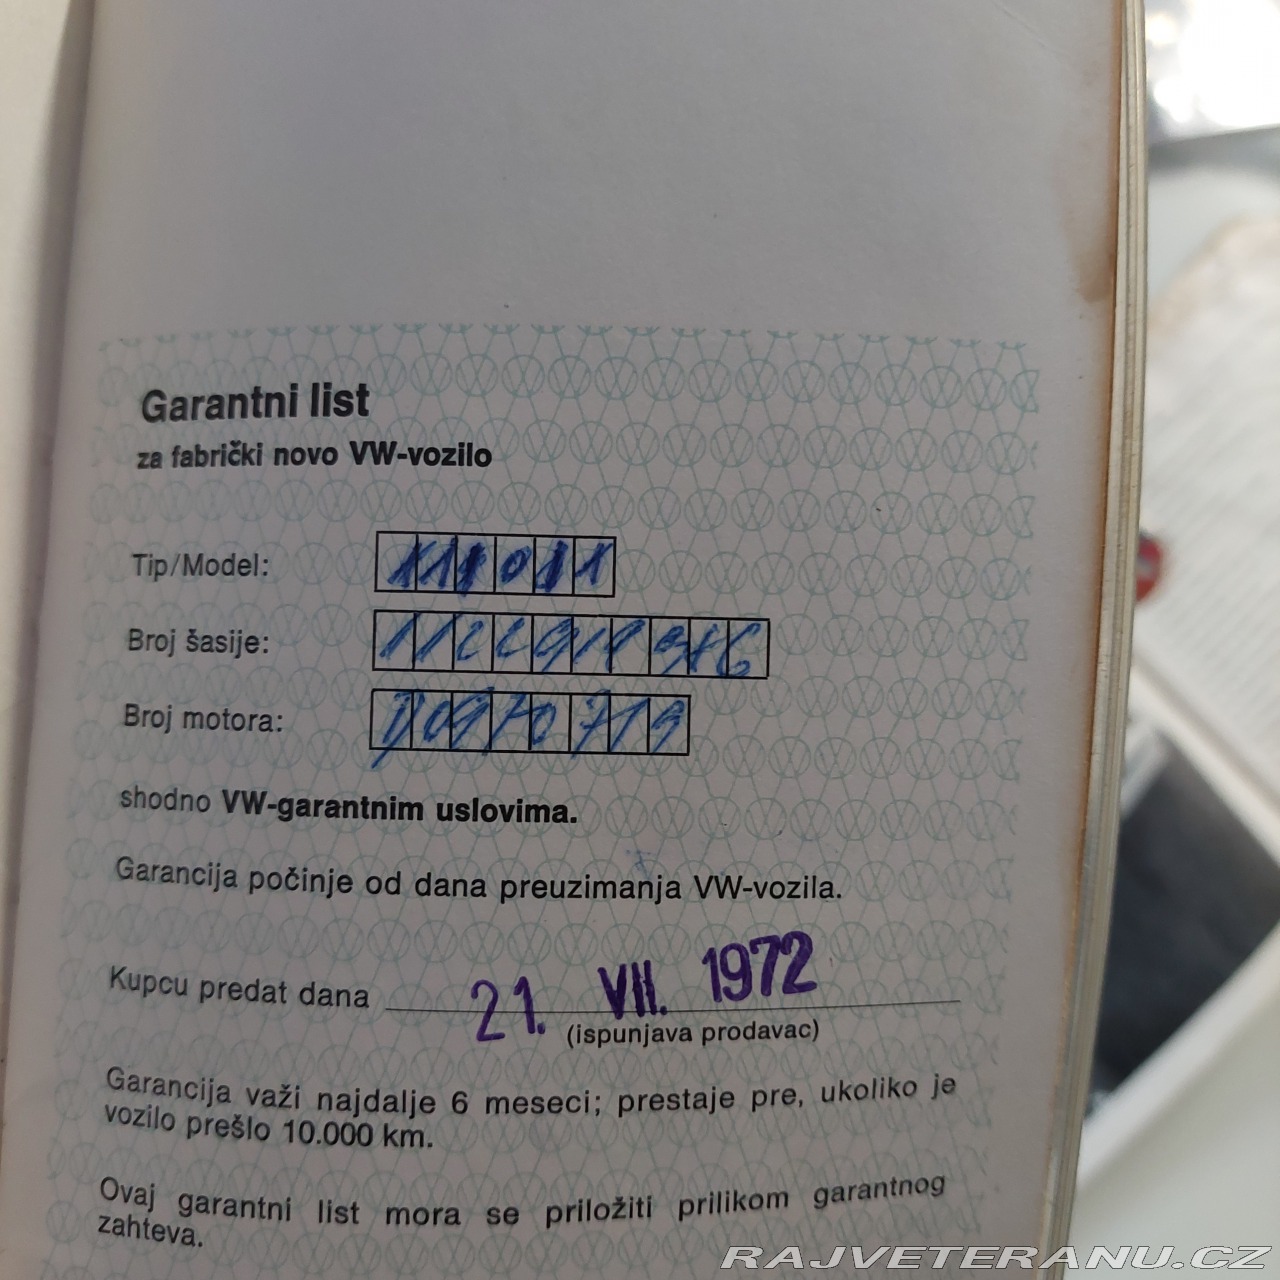 Garantni list
za fabrički novo VW-vozilo
Tip/Model: 111011
Broj šasije: 1122919386
Broj motora:
shodno VW-garantnim uslovima.
Garancija počinje od dana preuzimanja VW-vozila.
Kupcu predat dana 21. VII. 1972
(ispunjava prodavac)
Garancija važi najdalje 6 meseci; prestaje pre, ukoliko je
vozilo prešlo 10.000 km.
Ovaj garantni list mora se priložiti prilikom garantnog
zahteva.
RAJVETERANU.CZ